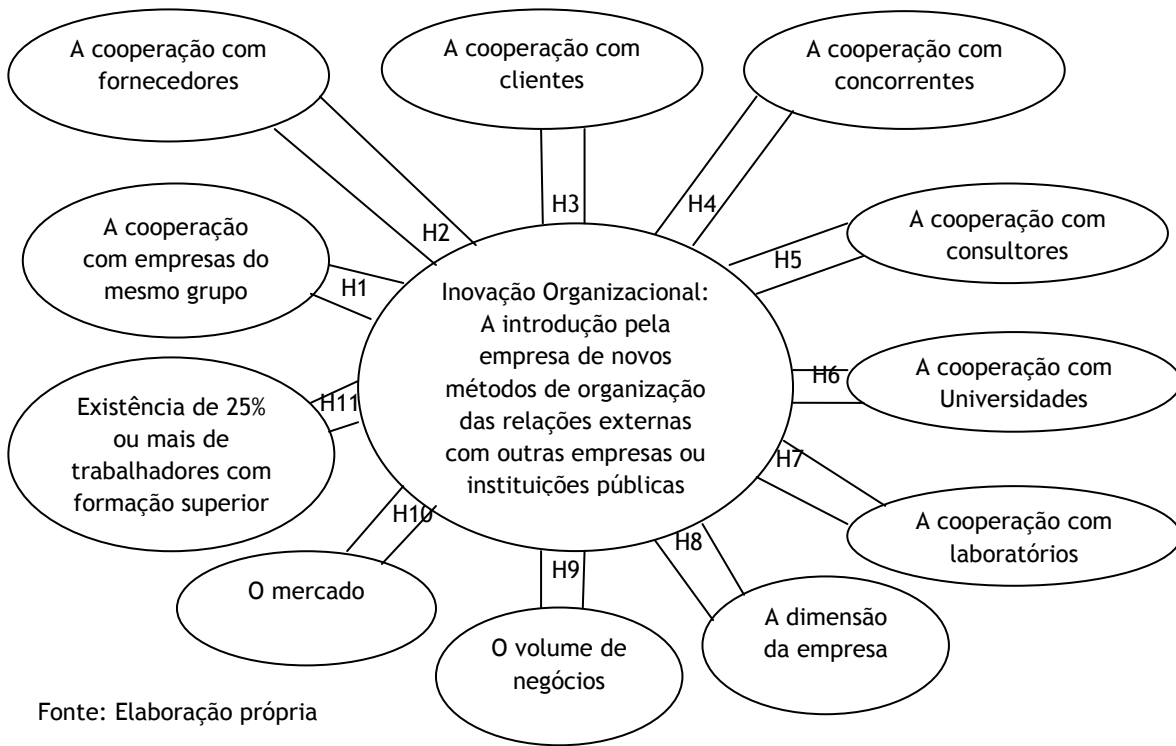 A cooperação com
fornecedores
A cooperação com
clientes
A cooperação com
concorrentes
H2
H3
H4
A cooperação
com empresas do
mesmo grupo
H1
A cooperação com
consultores
H5
Inovação Organizacional:
A introdução pela
empresa de novos
métodos de organização
das relações externas
com outras empresas ou
instituições públicas
H6
A cooperação com
Universidades
Existência de 25%
ou mais de
trabalhadores com
formação superior
H11
H7
A cooperação com
laboratórios
H10
O mercado
H9
O volume de
negócios
H8
A dimensão
da empresa
Fonte: Elaboração própria